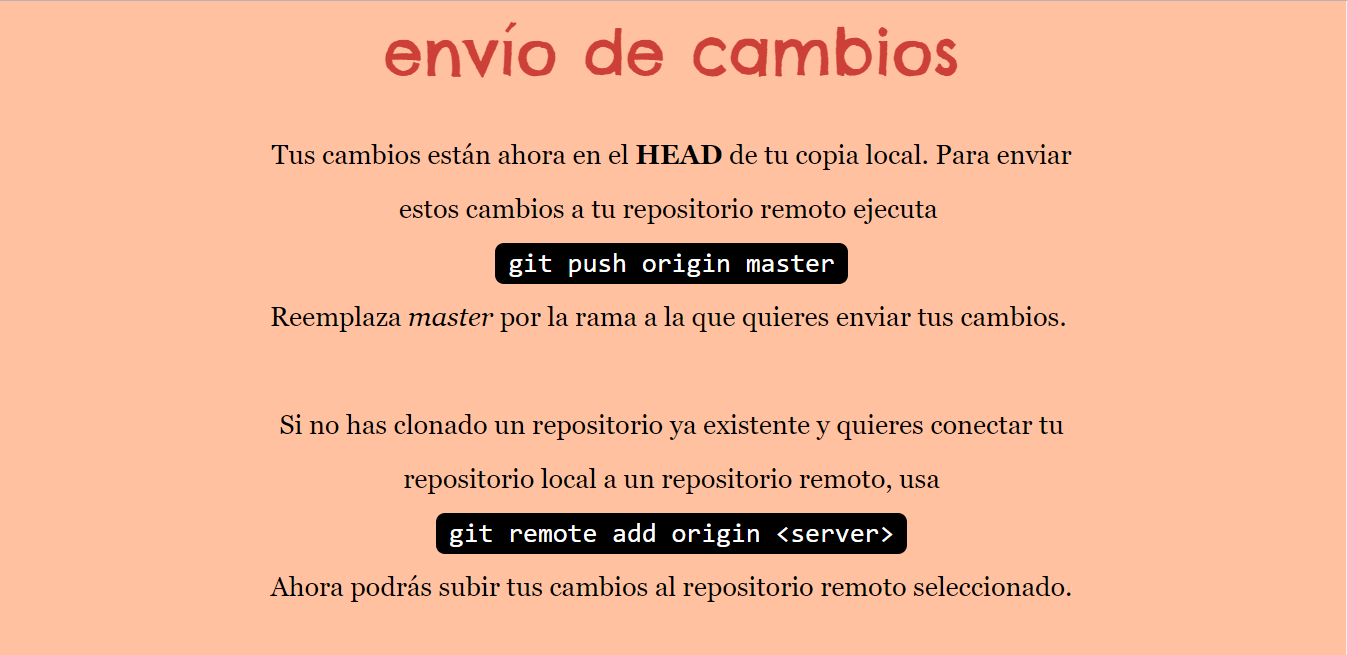 envío de cambios
Tus cambios están ahora en el HEAD de tu copia local. Para enviar
estos cambios a tu repositorio remoto ejecuta
git push origin master
Reemplaza master por la rama a la que quieres enviar tus cambios.
Si no has clonado un repositorio ya existente y quieres conectar tu
repositorio local a un repositorio remoto, usa
git remote add origin <server>
Ahora podrás subir tus cambios al repositorio remoto seleccionado.